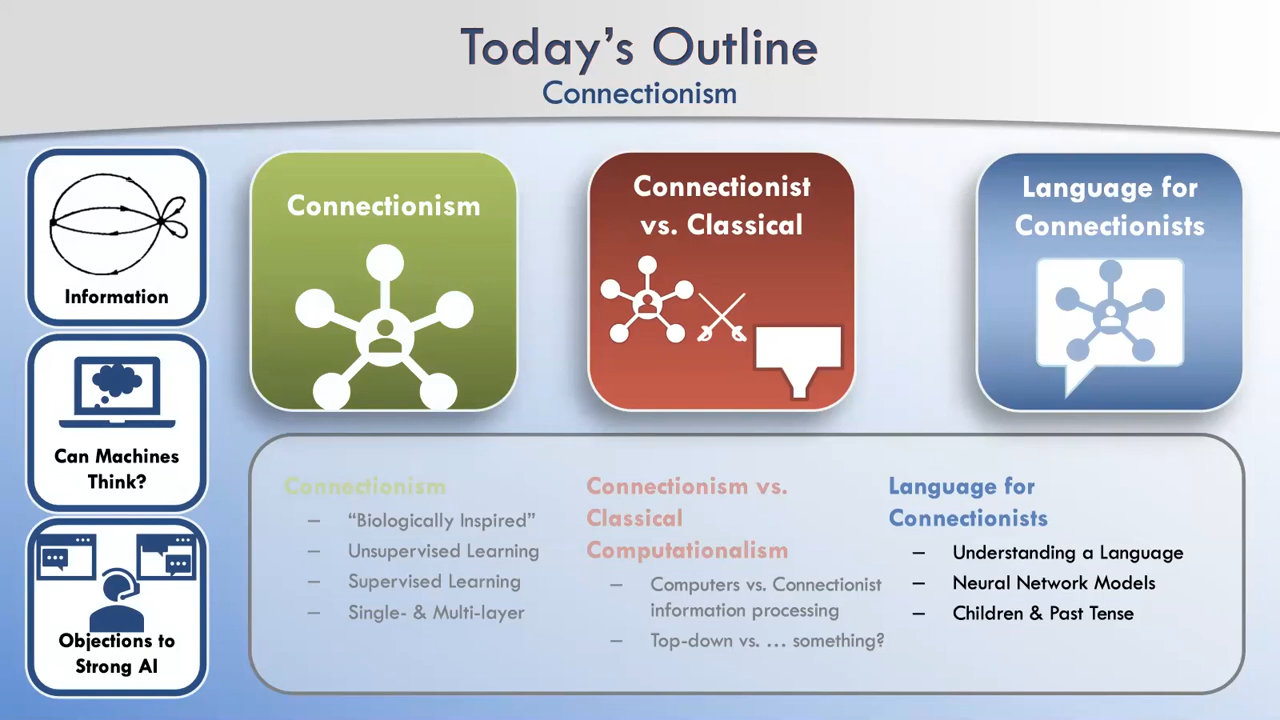 Today's Outline
Connectionism
Information
Can Machines
Think?
Objections to
Strong AI
Connectionism
Connectionist
vs. Classical
Language for
Connectionists
Connectionism
– “Biologically Inspired”
– Unsupervised Learning
– Supervised Learning
– Single- & Multi-layer
Connectionism vs.
Classical
Computationalism
– Computers vs. Connectionist
information processing
– Top-down vs. … something?
Language for
Connectionists
– Understanding a Language
– Neural Network Models
– Children & Past Tense